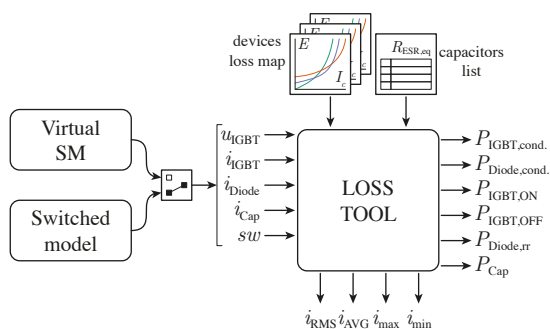 devices
loss map
E
I_c
R_ESR,eq
capacitors
list
Virtual
SM
Switched
model
u_IGBT
i_IGBT
i_Diode
i_Cap
sw
LOSS
TOOL
P_IGBT,cond.
P_Diode,cond.
P_IGBT,ON
P_IGBT,OFF
P_Diode,rr
P_Cap
i_RMS i_AVG i_max i_min